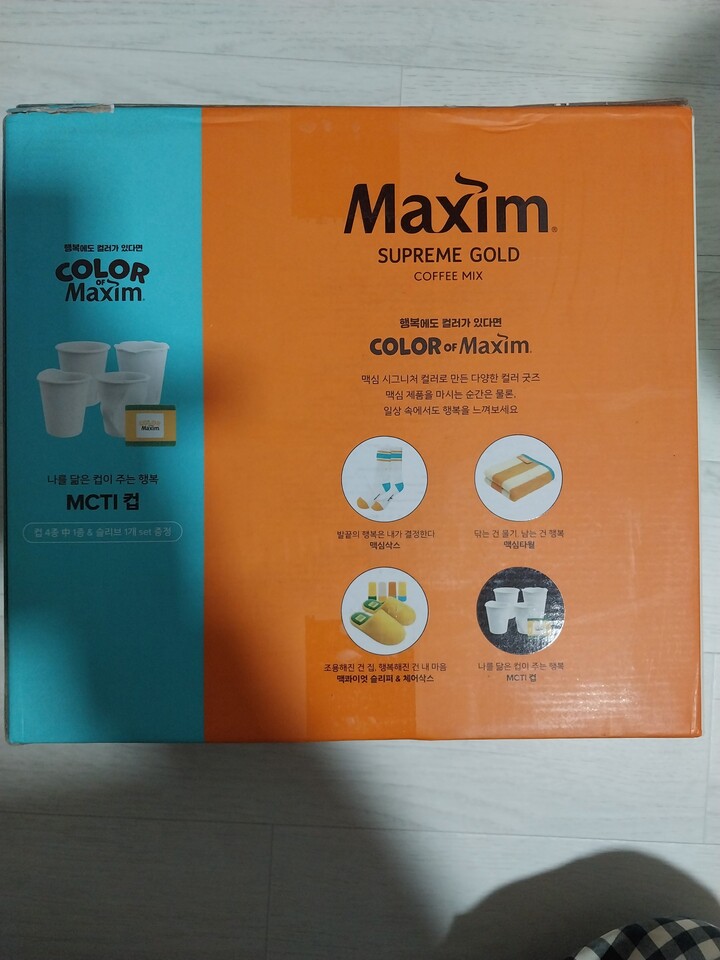 행복에도 컬러가 있다면
COLOR
OF
Maxim
COLOR OF
Maxim
나를 닮은 컵이 주는 행복
MCTI 컵
컵 4종 中 1종 & 슬리브 1개 set 증정
Maxim®
SUPREME GOLD
COFFEE MIX
행복에도 컬러가 있다면
COLOR OF Maxim
맥심 시그니처 컬러로 만든 다양한 컬러 굿즈
맥심 제품을 마시는 순간은 물론,
일상 속에서도 행복을 느껴보세요
발끝의 행복은 내가 결정한다
맥심삭스
닦는 건 물기, 남는 건 행복
맥심타월
조용해진 건 집, 행복해진 건 내 마음
맥콰이엇 슬리퍼 & 체어삭스
나를 닮은 컵이 주는 행복
MCTI 컵